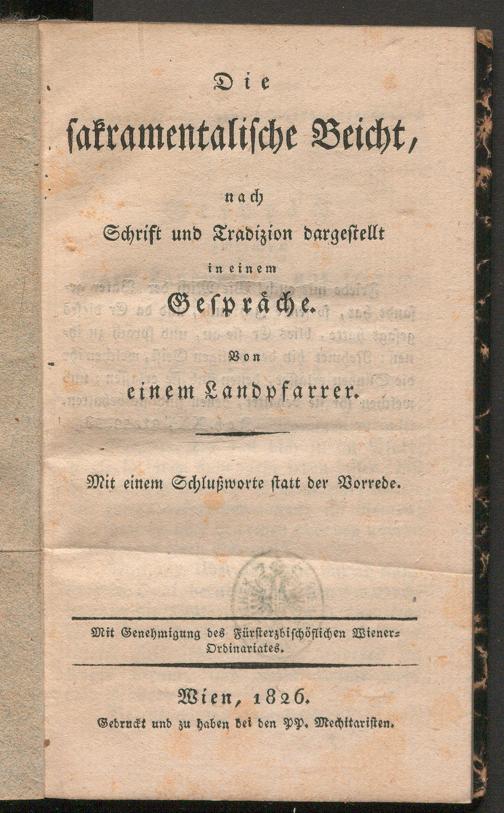 Die
sakramentalische Beicht,
nach
Schrift und Tradizion dargestellt
in einem
Gespräche.
Von
einem Landpfarrer.
Mit einem Schlußworte statt der Vorrede.
Mit Genehmigung des Fürsterzbischöflichen Wiener-
Ordinariates.
Wien, 1826.
Gedruckt und zu haben bei den PP. Mechitaristen.